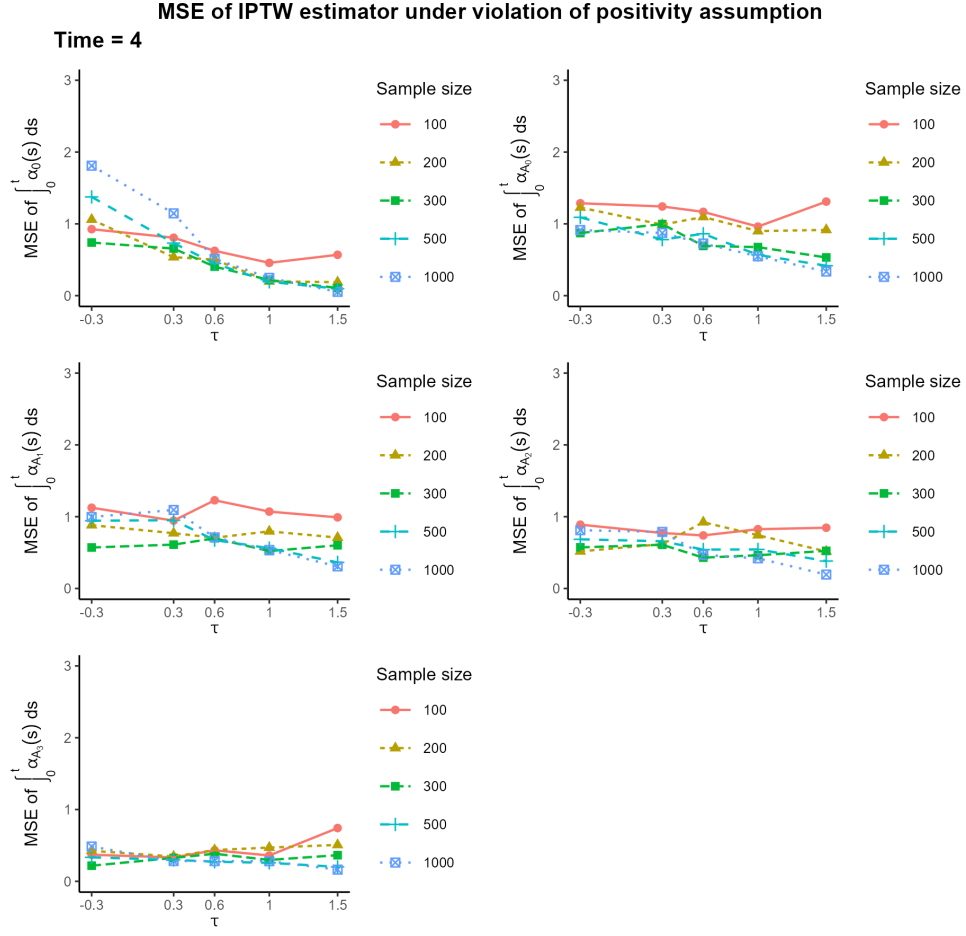 MSE of IPTW estimator under violation of positivity assumption
Time = 4
MSE of ∫₀ᵗ α₀(s) ds
3
2
1
0
-0.3 0.3 0.6 1 1.5
τ
Sample size
100
200
300
500
1000
MSE of ∫₀ᵗ α_A₀(s) ds
3
2
1
0
-0.3 0.3 0.6 1 1.5
τ
Sample size
100
200
300
500
1000
MSE of ∫₀ᵗ α_A₁(s) ds
3
2
1
0
-0.3 0.3 0.6 1 1.5
τ
Sample size
100
200
300
500
1000
MSE of ∫₀ᵗ α_A₂(s) ds
3
2
1
0
-0.3 0.3 0.6 1 1.5
τ
Sample size
100
200
300
500
1000
MSE of ∫₀ᵗ α_A₃(s) ds
3
2
1
0
-0.3 0.3 0.6 1 1.5
τ
Sample size
100
200
300
500
1000